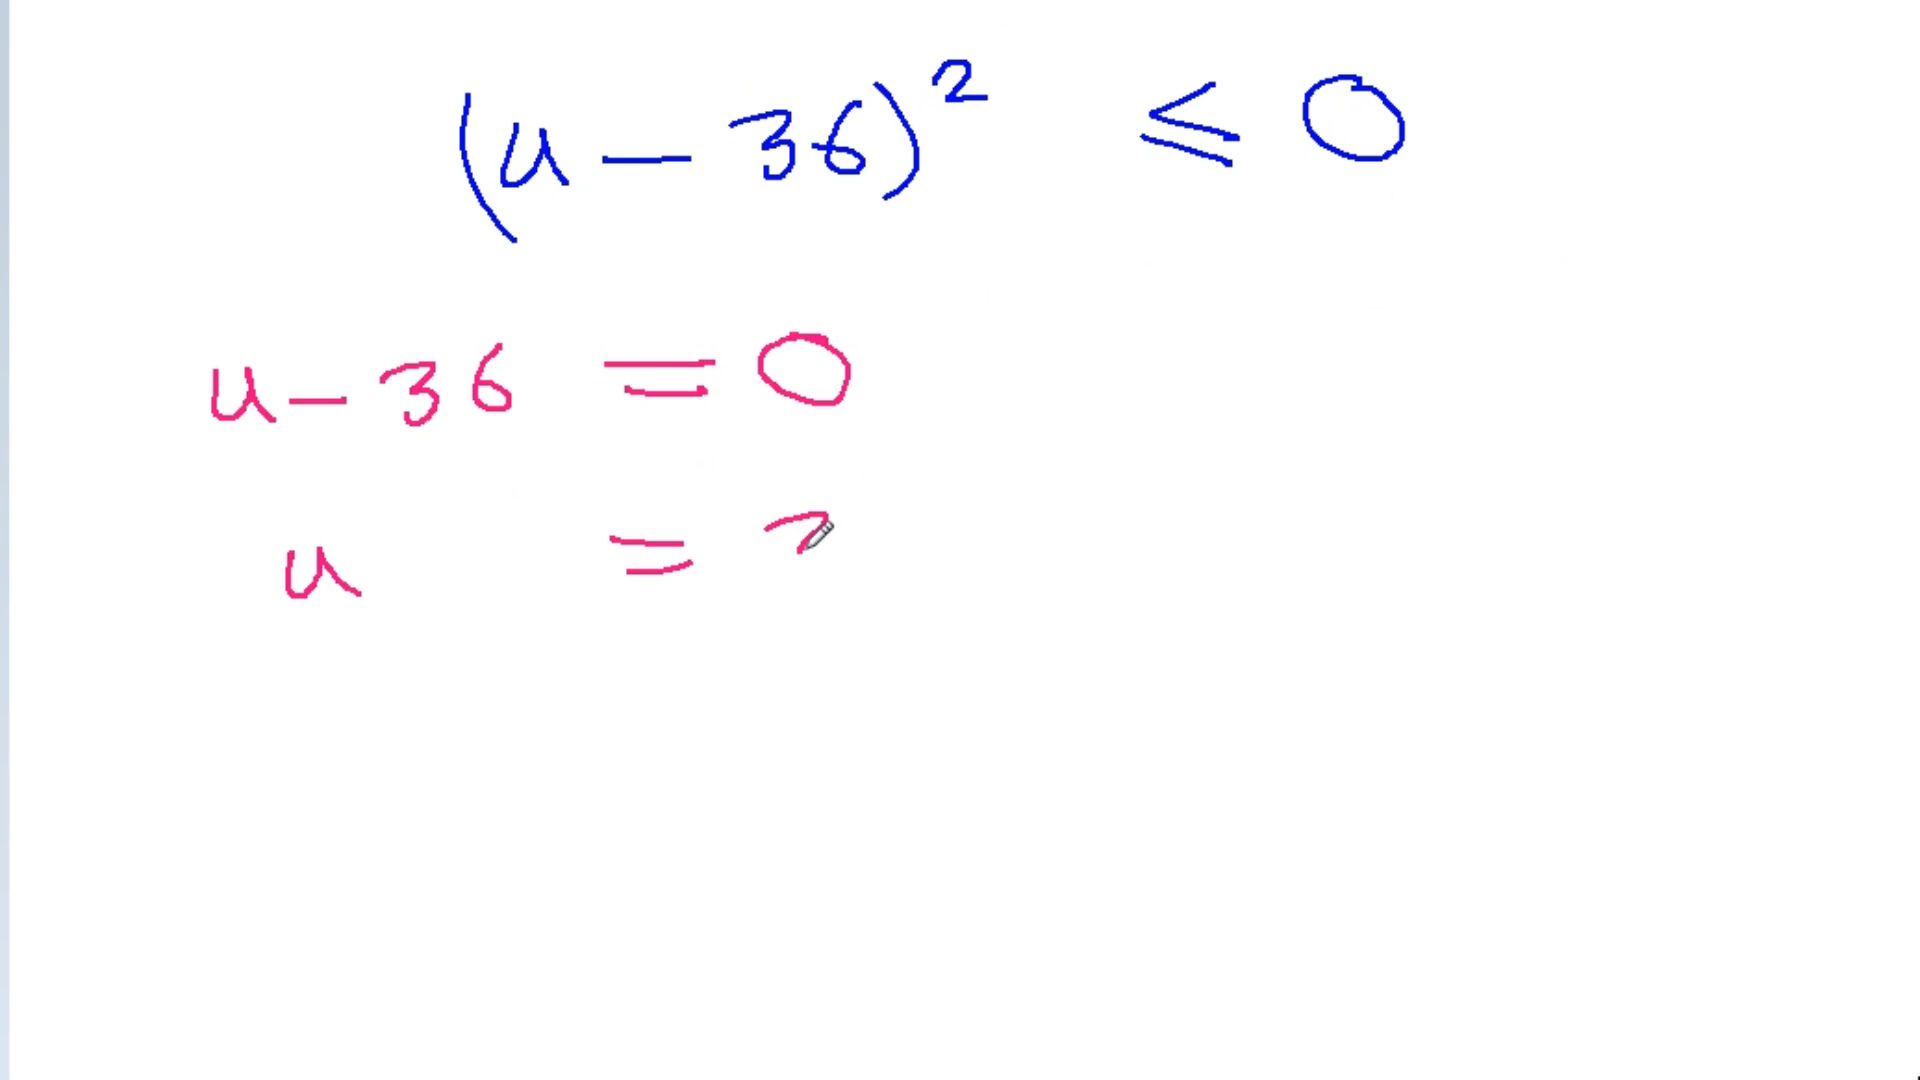 (u - 36)² ≤ 0
u - 36 = 0
u =